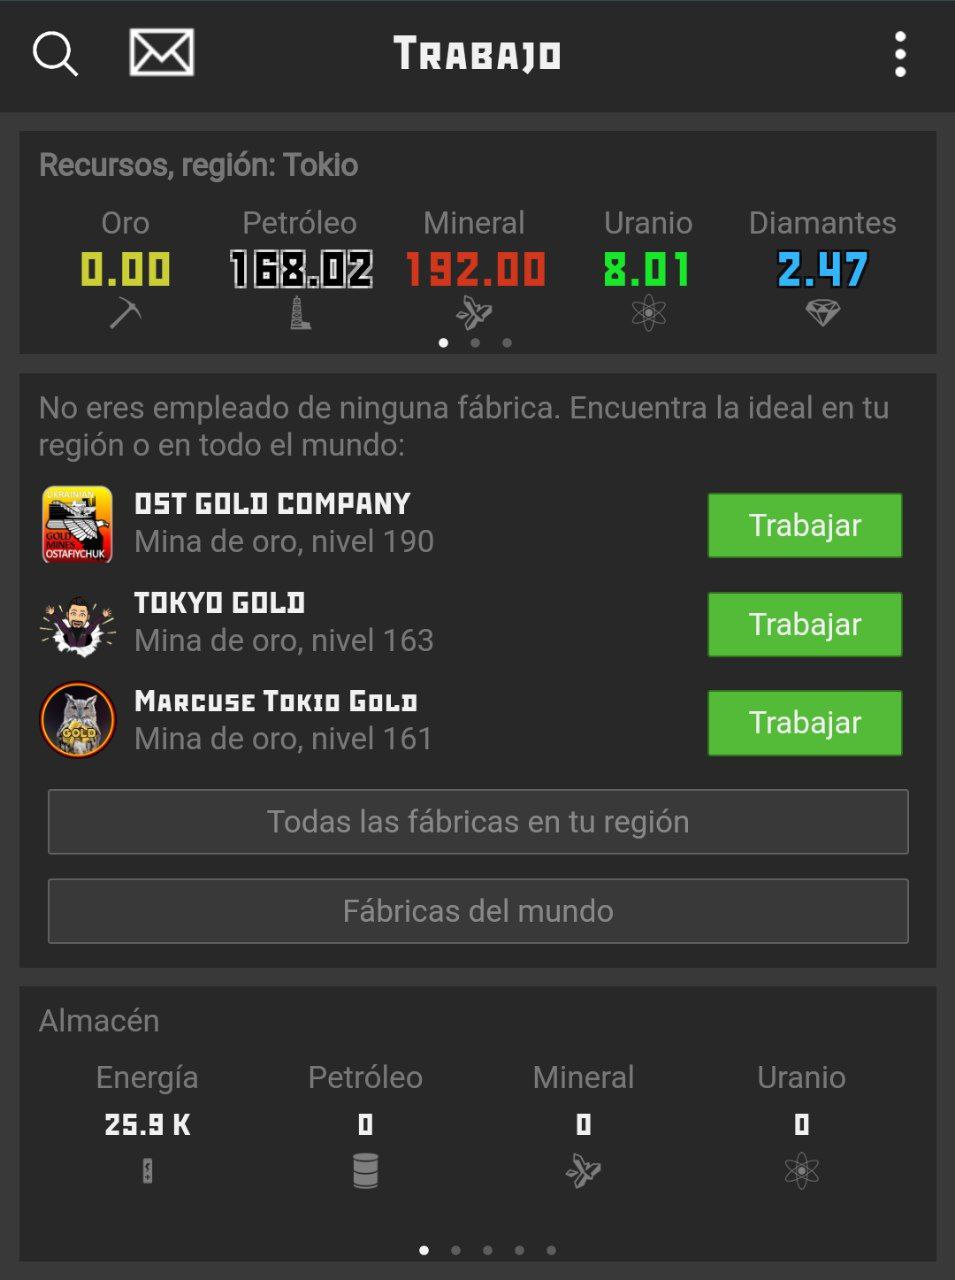 Trabajo
Recursos, región: Tokio
Oro Petróleo Mineral Uranio Diamantes
0.00 168.02 192.00 8.01 2.47
No eres empleado de ninguna fábrica. Encuentra la ideal en tu
región o en todo el mundo:
UKRAINIAN
GOLD
MINES
OSTAFIYCHUK
OST GOLD COMPANY
Mina de oro, nivel 190
Trabajar
TOKYO GOLD
Mina de oro, nivel 163
Trabajar
GOLD
Marcuse Tokio Gold
Mina de oro, nivel 161
Trabajar
Todas las fábricas en tu región
Fábricas del mundo
Almacén
Energía Petróleo Mineral Uranio
25.9 K 0 0 0